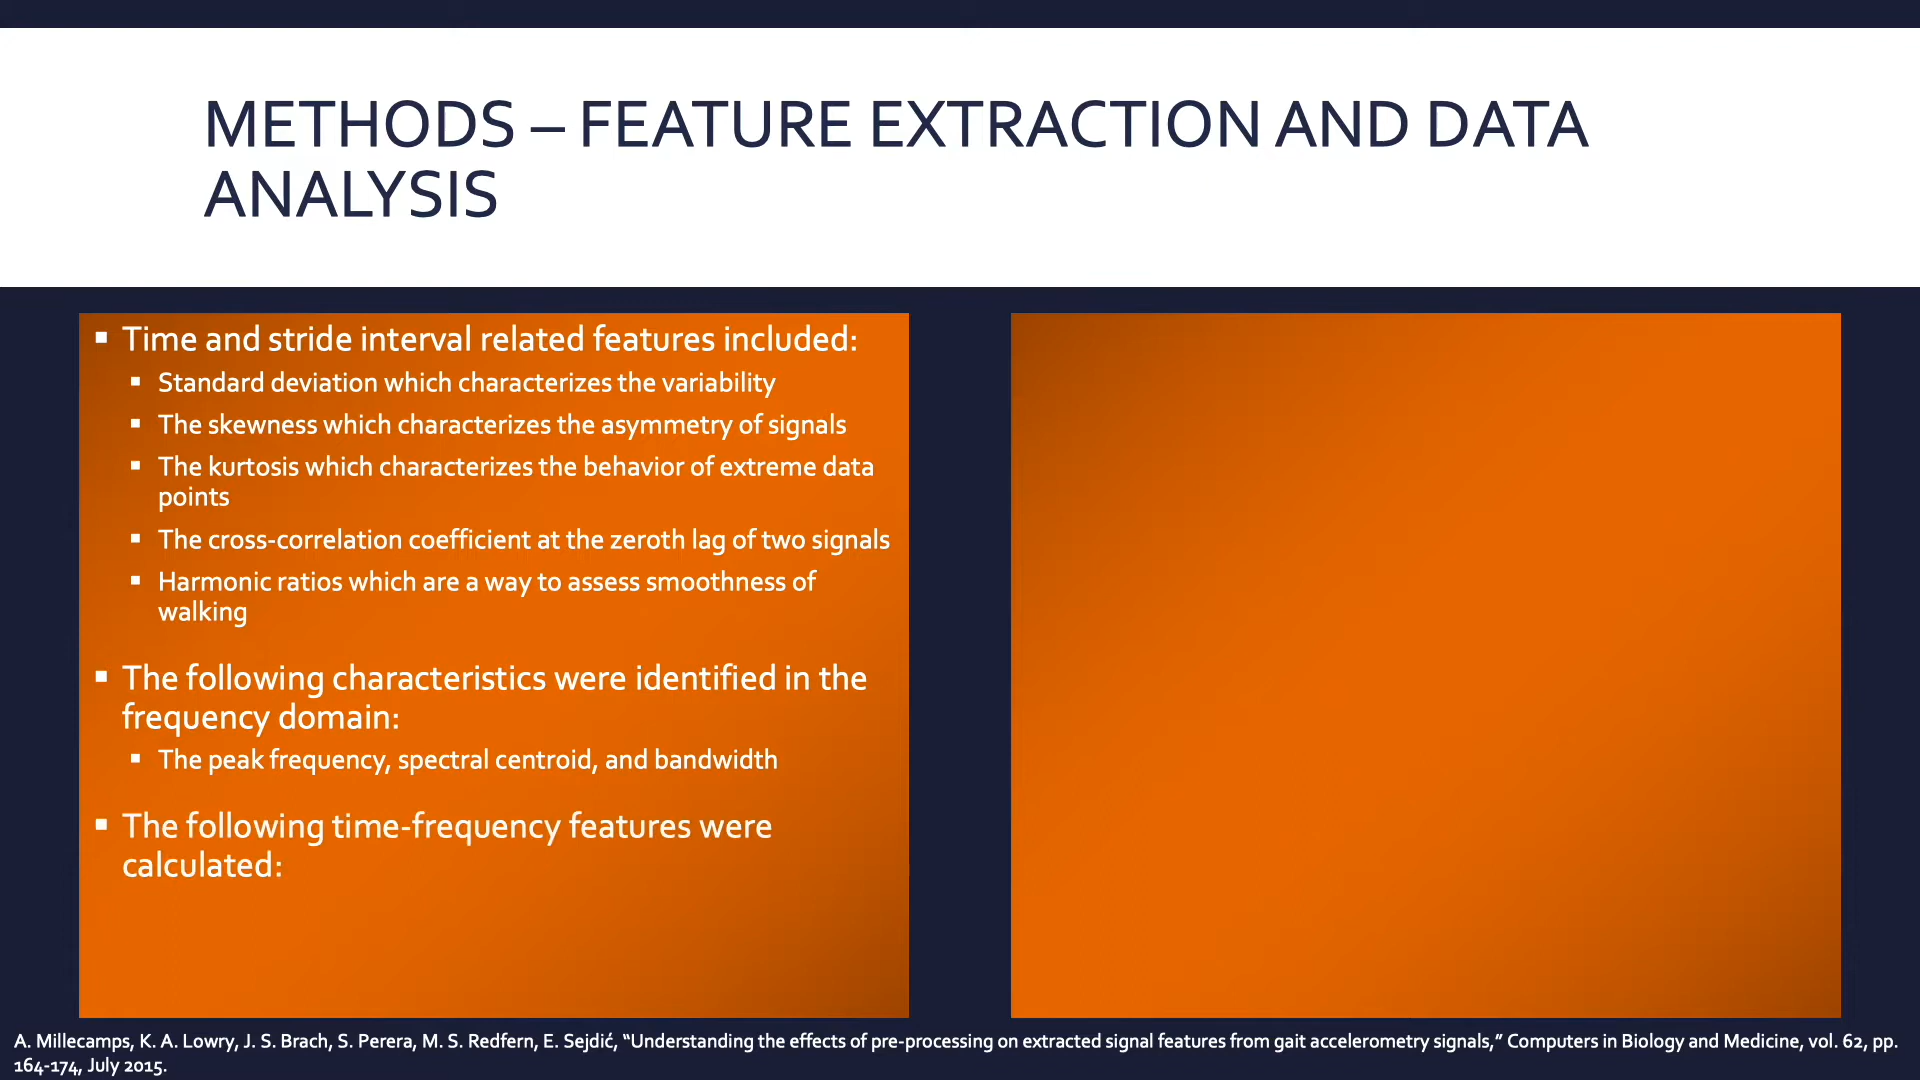 METHODS – FEATURE EXTRACTION AND DATA
ANALYSIS
▪ Time and stride interval related features included:
▪ Standard deviation which characterizes the variability
▪ The skewness which characterizes the asymmetry of signals
▪ The kurtosis which characterizes the behavior of extreme data
points
▪ The cross-correlation coefficient at the zeroth lag of two signals
▪ Harmonic ratios which are a way to assess smoothness of
walking
▪ The following characteristics were identified in the
frequency domain:
▪ The peak frequency, spectral centroid, and bandwidth
▪ The following time-frequency features were
calculated:
A. Millecamps, K. A. Lowry, J. S. Brach, S. Perera, M. S. Redfern, E. Sejdić, “Understanding the effects of pre-processing on extracted signal features from gait accelerometry signals,” Computers in Biology and Medicine, vol. 62, pp.
164-174, July 2015.